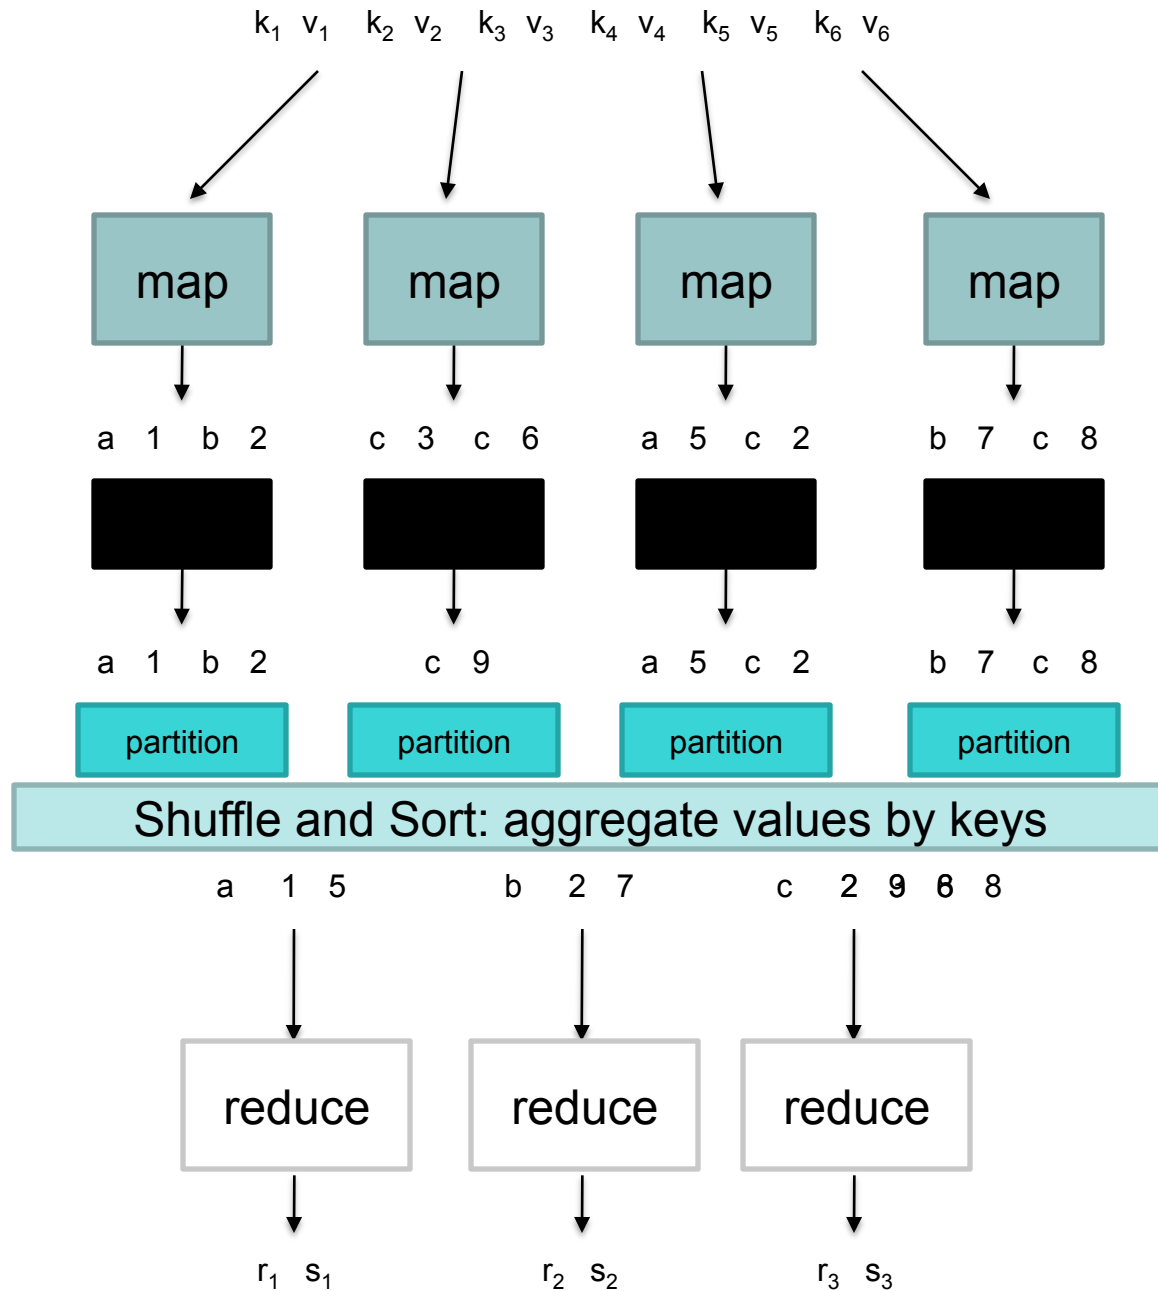 k₁ v₁ k₂ v₂ k₃ v₃ k₄ v₄ k₅ v₅ k₆ v₆
map map map map
a 1 b 2 c 3 c 6 a 5 c 2 b 7 c 8
a 1 b 2 c 9 a 5 c 2 b 7 c 8
partition partition partition partition
Shuffle and Sort: aggregate values by keys
a 1 5 b 2 7 c 2 8
reduce reduce reduce
r₁ s₁ r₂ s₂ r₃ s₃